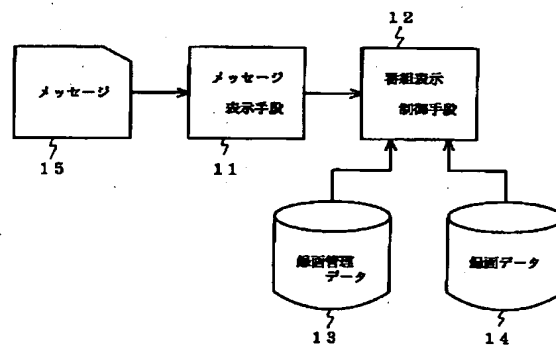 12
メッセージ
メッセージ
表示手段
番組表示
制御手段
15
11
録画管理
データ
録画データ
13
14